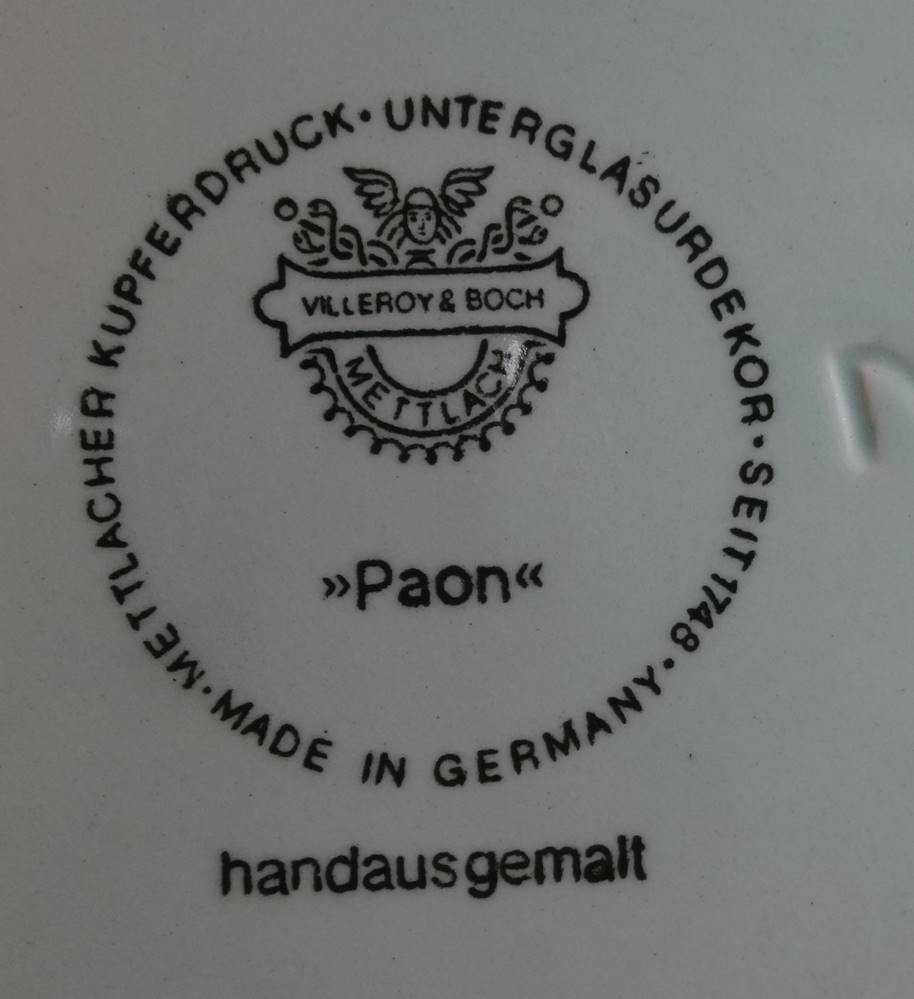 METTLACHER KUPFERDRUCK · UNTERGLASURDEKOR · SEIT 1748 · MADE IN GERMANY ·
VILLEROY & BOCH
METTLACH
»Paon«
handausgemalt